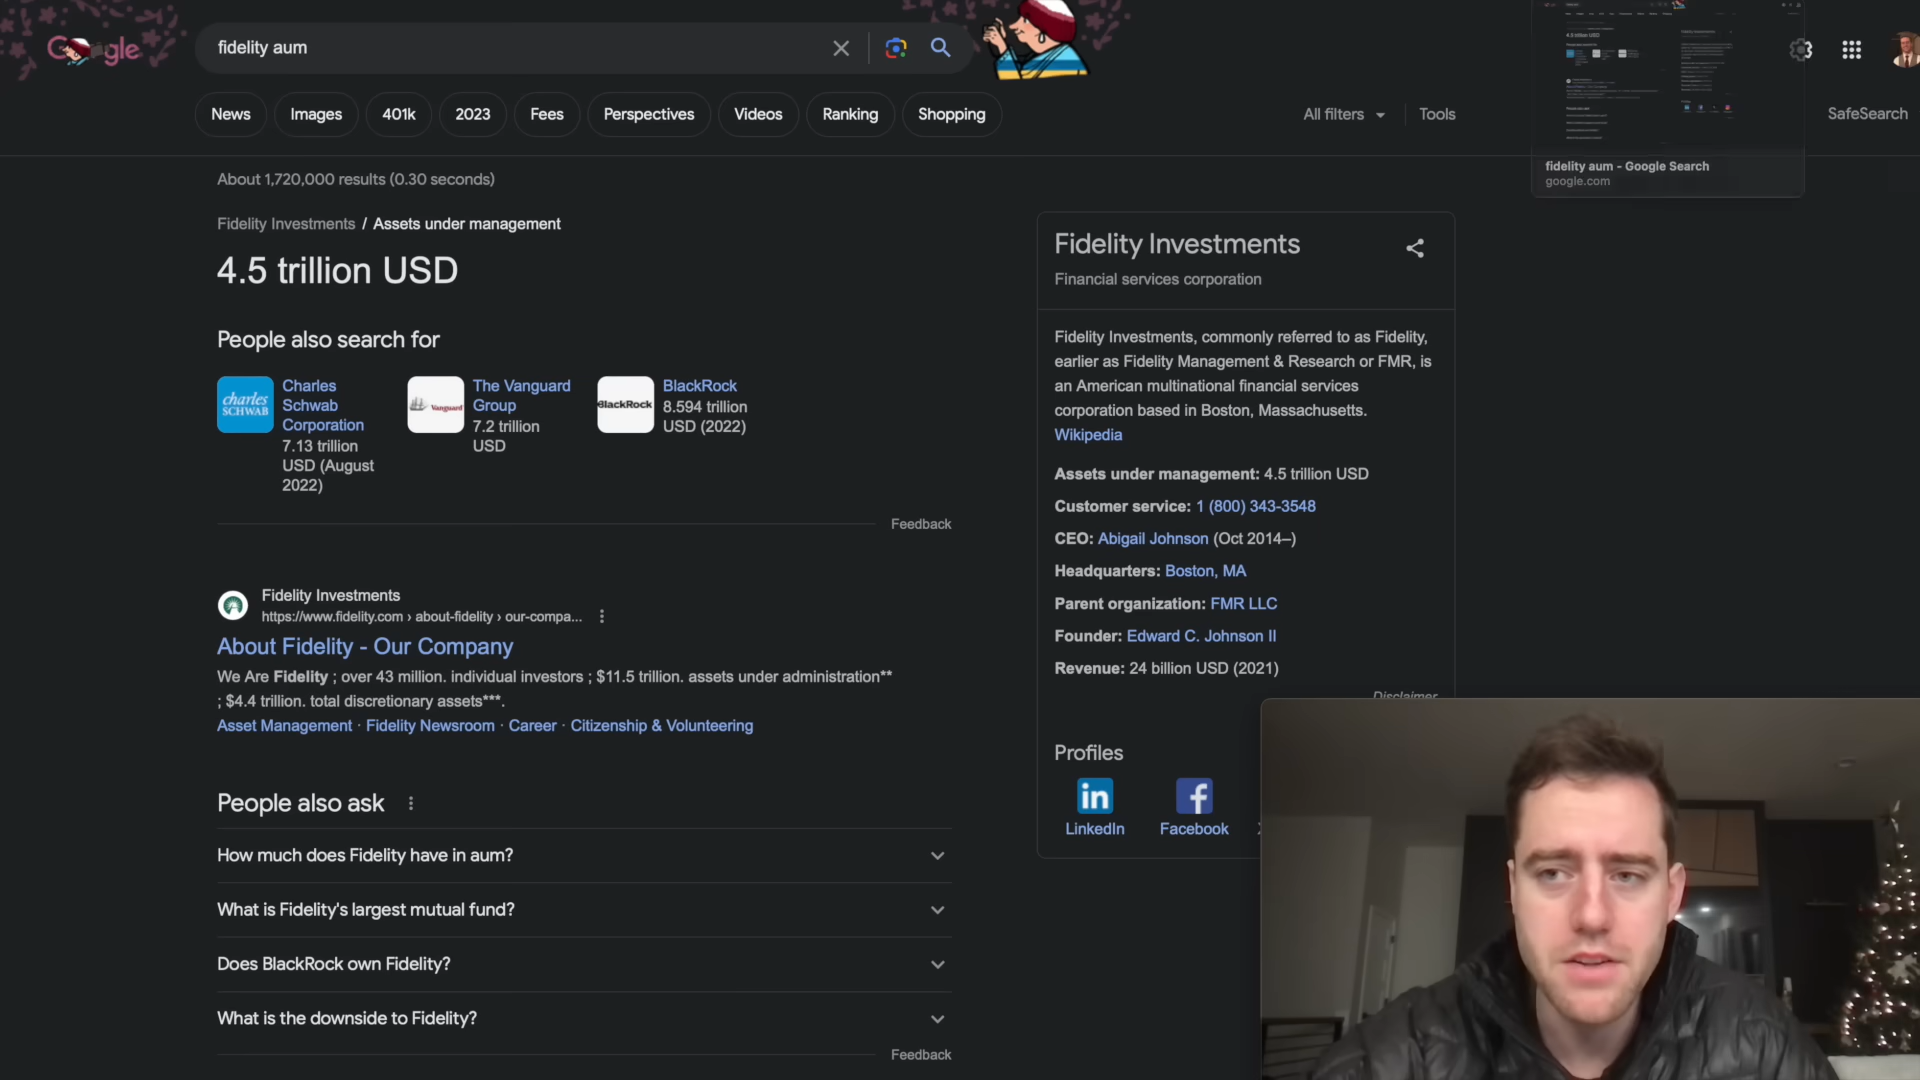 Google
fidelity aum
News
Images
401k
2023
Fees
Perspectives
Videos
Ranking
Shopping
All filters
Tools
SafeSearch
fidelity aum - Google Search
google.com
About 1,720,000 results (0.30 seconds)
Fidelity Investments / Assets under management
4.5 trillion USD
People also search for
charles
SCHWAB
Charles
Schwab
Corporation
7.13 trillion
USD (August
2022)
Vanguard
The Vanguard
Group
7.2 trillion
USD
BlackRock
BlackRock
8.594 trillion
USD (2022)
Feedback
Fidelity Investments
https://www.fidelity.com › about-fidelity › our-compa...
About Fidelity - Our Company
We Are Fidelity ; over 43 million. individual investors ; $11.5 trillion. assets under administration**
; $4.4 trillion. total discretionary assets***.
Asset Management · Fidelity Newsroom · Career · Citizenship & Volunteering
People also ask
How much does Fidelity have in aum?
What is Fidelity's largest mutual fund?
Does BlackRock own Fidelity?
What is the downside to Fidelity?
Feedback
Fidelity Investments
Financial services corporation
Fidelity Investments, commonly referred to as Fidelity,
earlier as Fidelity Management & Research or FMR, is
an American multinational financial services
corporation based in Boston, Massachusetts.
Wikipedia
Assets under management: 4.5 trillion USD
Customer service: 1 (800) 343-3548
CEO: Abigail Johnson (Oct 2014–)
Headquarters: Boston, MA
Parent organization: FMR LLC
Founder: Edward C. Johnson II
Revenue: 24 billion USD (2021)
Disclaimer
Profiles
in
LinkedIn
f
Facebook